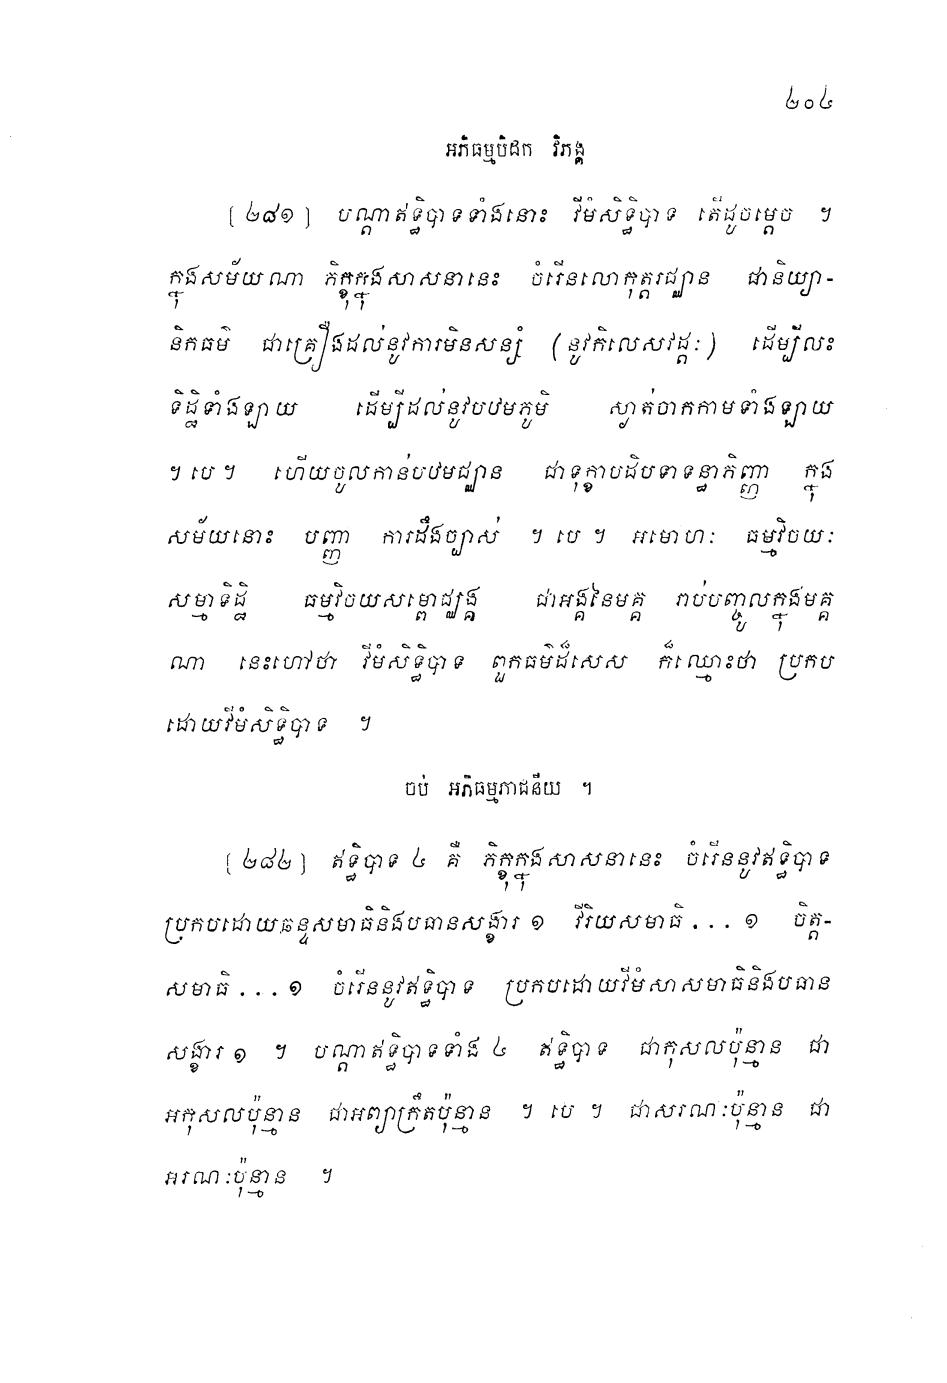 ២០៤
អភិធម្មបិដក វិភង្គ
[២៨១] បណ្តាឥទ្ធិបាទទាំងនោះ វីមំសិទ្ធិបាទ តើដូចម្តេច ។
ក្នុងសម័យណា ភិក្ខុក្នុងសាសនានេះ ចំរើនលោកុត្តរជ្ឈាន ជានិយ្យា-
និកធម៌ ជាគ្រឿងដល់នូវការមិនសន្សំ (នូវកិលេសវដ្តៈ) ដើម្បីលះ
ទិដ្ឋិទាំងឡាយ ដើម្បីដល់នូវបឋមភូមិ ស្ងាត់ចាកកាមទាំងឡាយ
។ បេ ។ ហើយចូលកាន់បឋមជ្ឈាន ជាទុក្ខាបដិបទាទន្ធាភិញ្ញា ក្នុង
សម័យនោះ បញ្ញា ការដឹងច្បាស់ ។ បេ ។ អមោហៈ ធម្មវិចយៈ
សម្មាទិដ្ឋិ ធម្មវិចយសម្ពោជ្ឈង្គ ជាអង្គនៃមគ្គ រាប់បញ្ចូលក្នុងមគ្គ
ណា នេះហៅថា វីមំសិទ្ធិបាទ ពួកធម៌ដ៏សេស ក៏ឈ្មោះថា ប្រកប
ដោយវីមំសិទ្ធិបាទ ។
ចប់ អភិធម្មភាជនីយ ។
[២៨២] ឥទ្ធិបាទ ៤ គឺ ភិក្ខុក្នុងសាសនានេះ ចំរើននូវឥទ្ធិបាទ
ប្រកបដោយឆន្ទសមាធិនិងបធានសង្ខារ ១ វីរិយសមាធិ... ១ ចិត្ត-
សមាធិ... ១ ចំរើននូវឥទ្ធិបាទ ប្រកបដោយវីមំសាសមាធិនិងបធាន
សង្ខារ ១ ។ បណ្តាឥទ្ធិបាទទាំង ៤ ឥទ្ធិបាទ ជាកុសលប៉ុន្មាន ជា
អកុសលប៉ុន្មាន ជាអព្យាក្រឹតប៉ុន្មាន ។ បេ ។ ជាសរណៈប៉ុន្មាន ជា
អរណៈប៉ុន្មាន ។